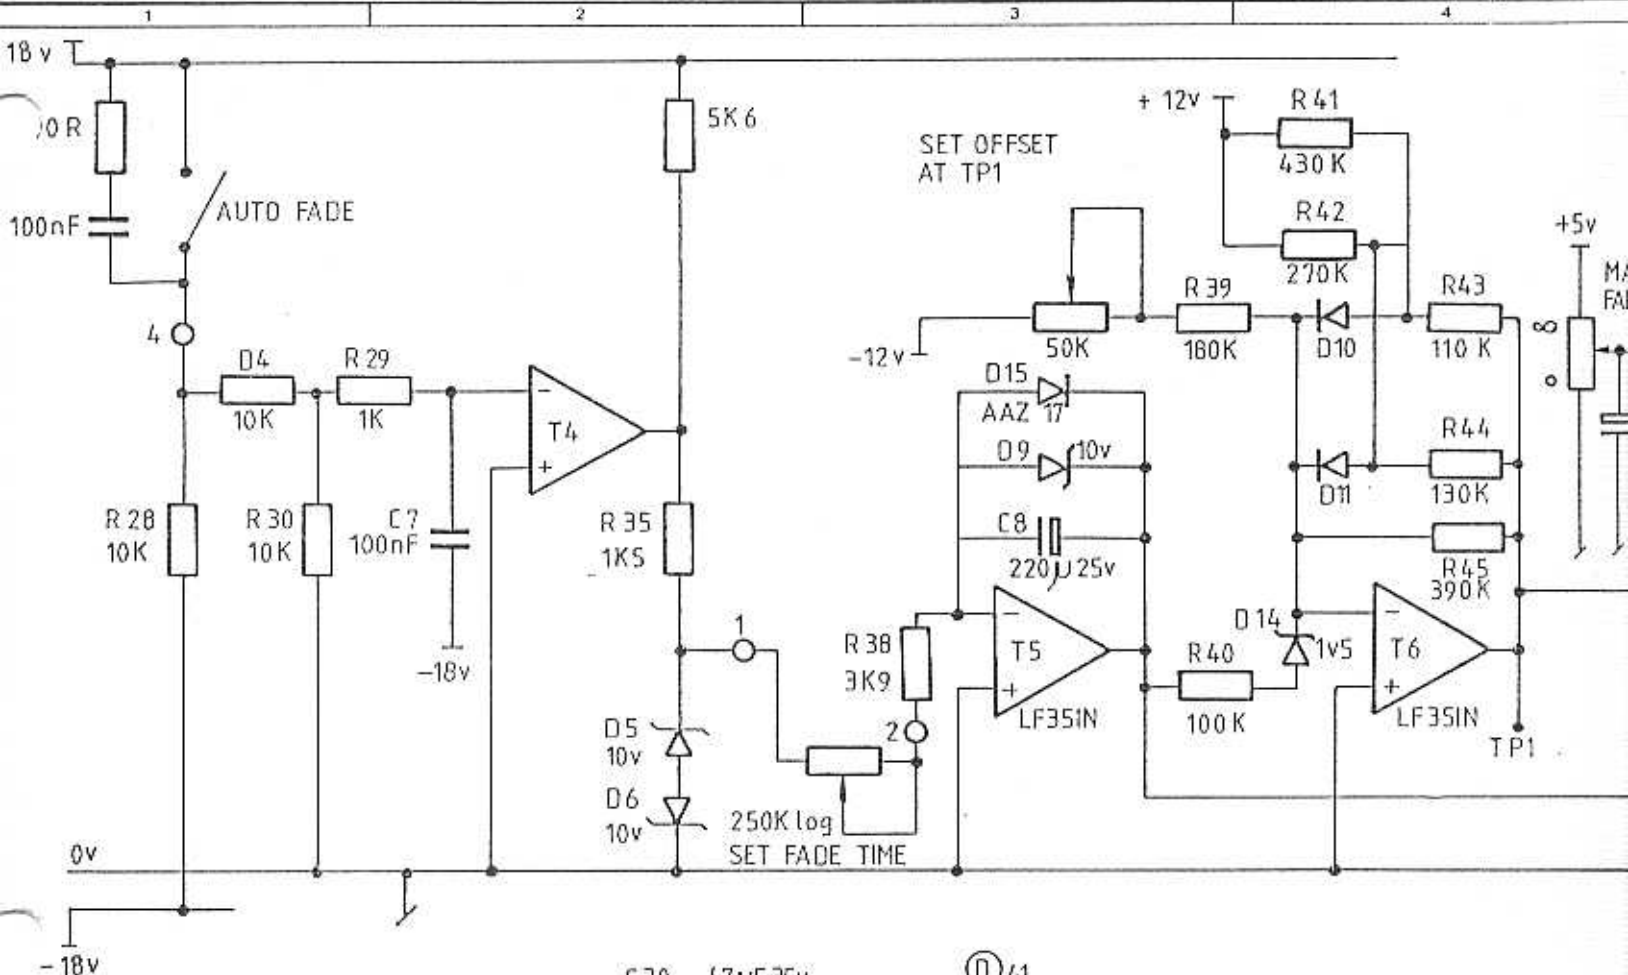 1 2 3 4
18 v
5K6
+ 12v
R41
430K
SET OFFSET
AT TP1
100nF
AUTO FADE
R42
270K
+5v
R39
180K
R43
110 K
4
-12v
50K
D10
D4
10K
R 29
1K
T4
-
+
D15
AAZ 17
D9
10v
R44
130K
D11
8
0
R28
10K
R30
10K
C7
100nF
-18v
R35
1K5
C8
220µ 25v
R45
390K
1
R38
3K9
-
T5
+
LF351N
D14
1v5
R40
100K
-
T6
+
LF351N
TP1
2
D5
10v
D6
10v
250K log
SET FADE TIME
0v
-18v